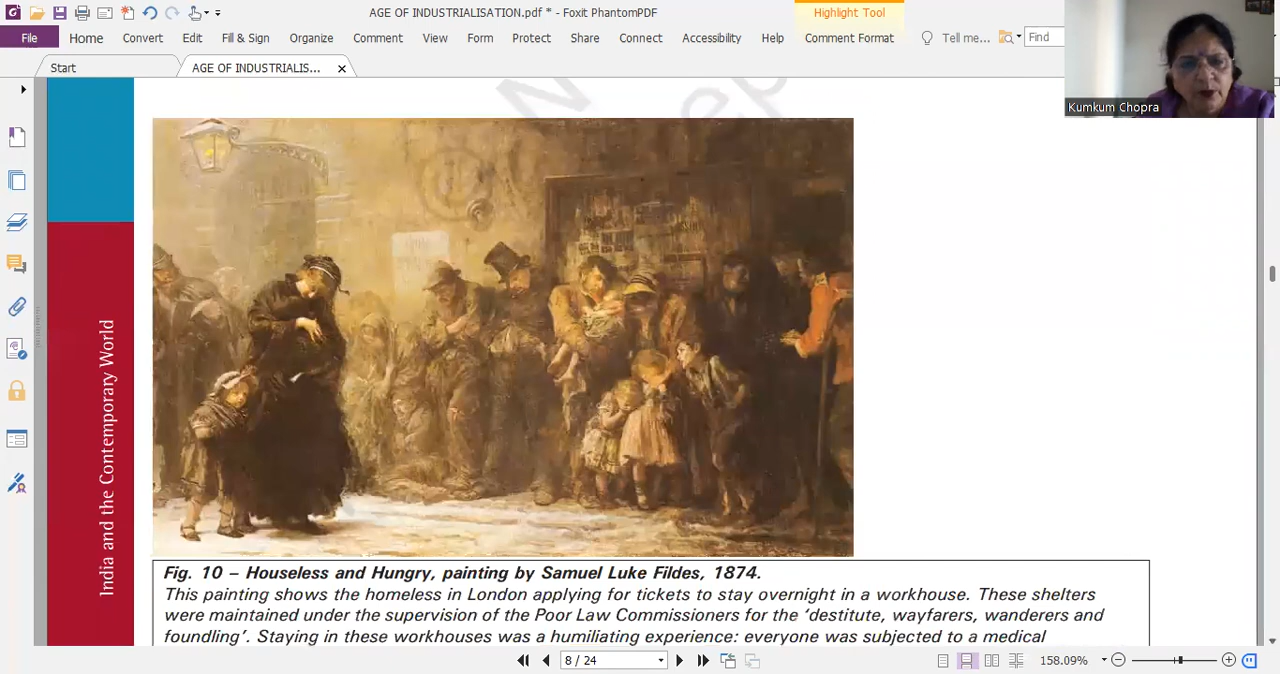 AGE OF INDUSTRIALISATION.pdf * - Foxit PhantomPDF
Highlight Tool
File Home Convert Edit Fill & Sign Organize Comment View Form Protect Share Connect Accessibility Help Comment Format Tell me... Find
Start AGE OF INDUSTRIALIS...
Kumkum Chopra
India and the Contemporary World
Fig. 10 – Houseless and Hungry, painting by Samuel Luke Fildes, 1874.
This painting shows the homeless in London applying for tickets to stay overnight in a workhouse. These shelters
were maintained under the supervision of the Poor Law Commissioners for the ‘destitute, wayfarers, wanderers and
foundling’. Staying in these workhouses was a humiliating experience: everyone was subjected to a medical
8 / 24
158.09%